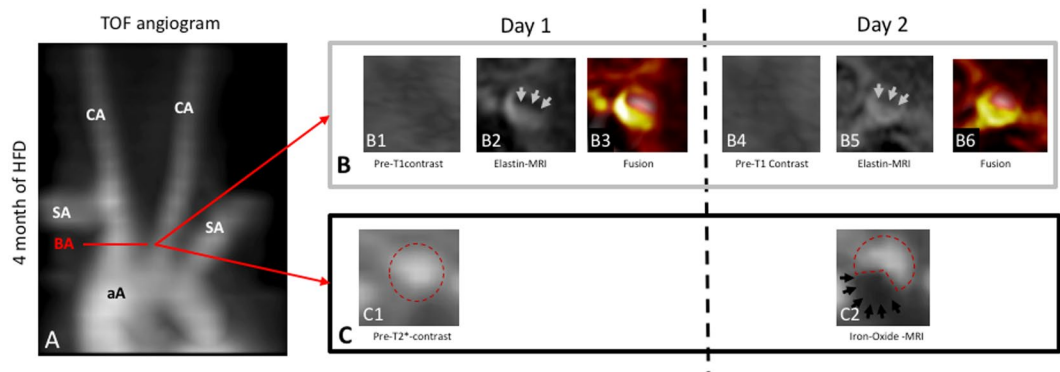 TOF angiogram
Day 1
Day 2
4 month of HFD
CA
CA
SA
SA
BA
aA
A
B1
B2
B3
B4
B5
B6
Pre-T1contrast
Elastin-MRI
Fusion
Pre-T1 Contrast
Elastin-MRI
Fusion
B
C1
C2
Pre-T2*-contrast
Iron-Oxide -MRI
C